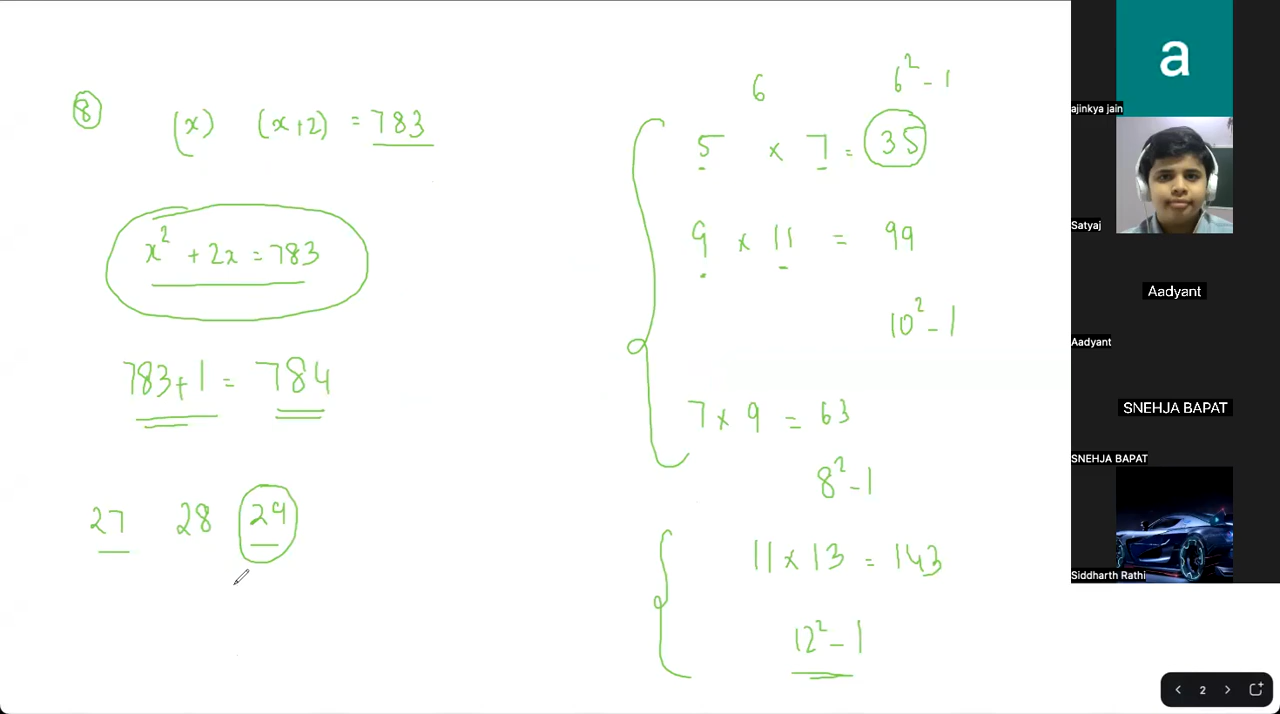 8 (x) (x+2) = 783
x² + 2x = 783
783+1 = 784
27 28 29
6 6² - 1
5 x 7 = 35
9 x 11 = 99
10² - 1
7 x 9 = 63
8² - 1
11 x 13 = 143
12² - 1
a
ajinkya jain
Satyaj
Aadyant
Aadyant
SNEHJA BAPAT
SNEHJA BAPAT
Siddharth Rathi
2